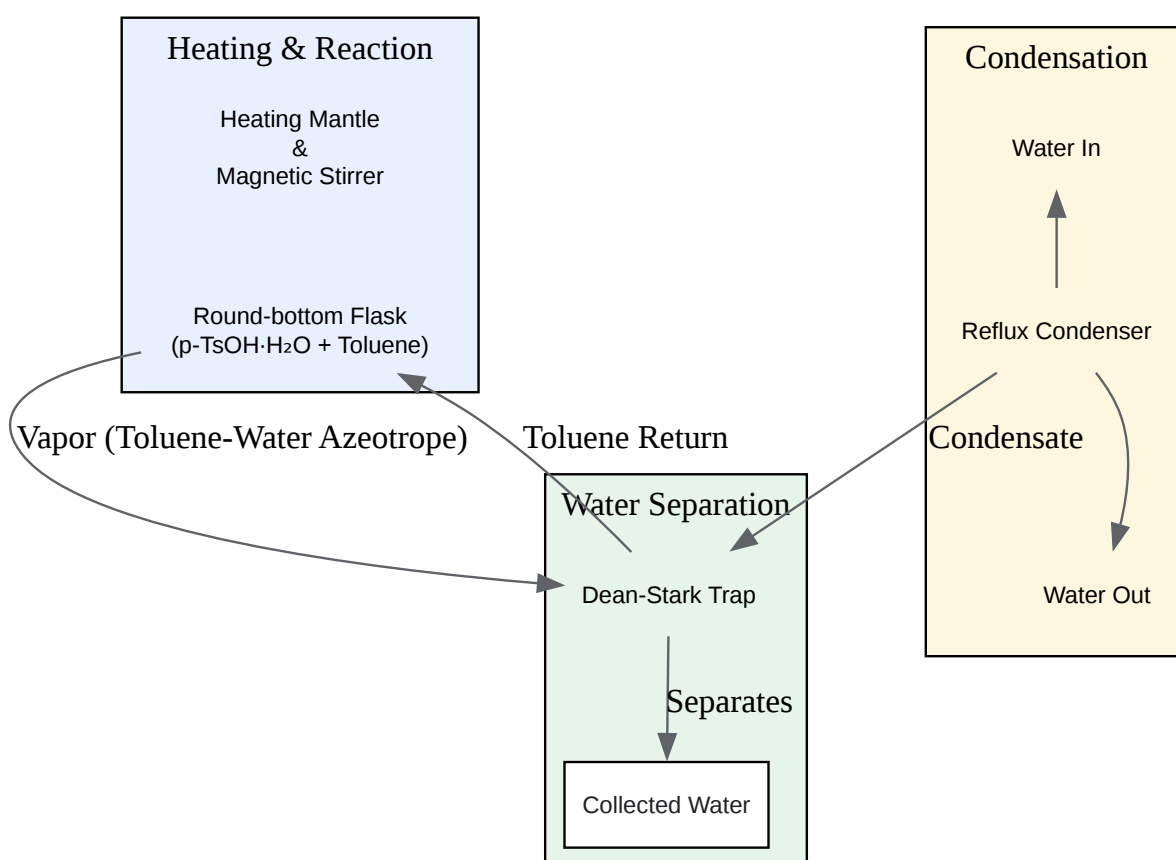 Heating & Reaction
Heating Mantle
&
Magnetic Stirrer
Round-bottom Flask
(p-TsOH·H₂O + Toluene)
Condensation
Water In
Reflux Condenser
Vapor (Toluene-Water Azeotrope)
Toluene Return
Condensate
Water Separation
Dean-Stark Trap
Water Out
Separates
Collected Water